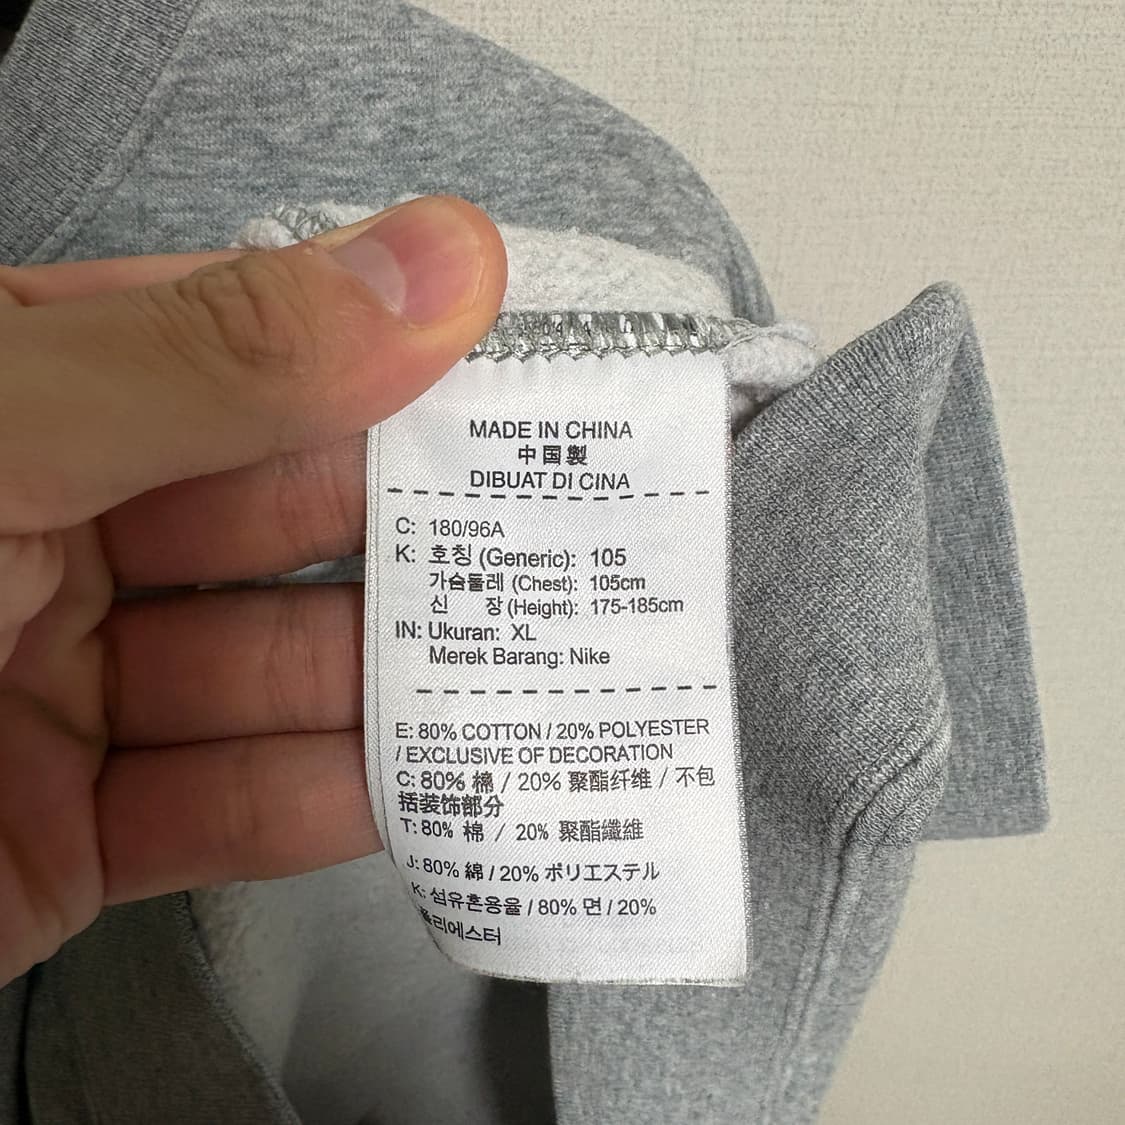 MADE IN CHINA
中国製
DIBUAT DI CINA
C: 180/96A
K: 호칭 (Generic): 105
가슴둘레 (Chest): 105cm
신 장 (Height): 175-185cm
IN: Ukuran: XL
Merek Barang: Nike
E: 80% COTTON / 20% POLYESTER
/ EXCLUSIVE OF DECORATION
C: 80% 棉 / 20% 聚酯纤维 / 不包
括装饰部分
T: 80% 棉 / 20% 聚酯纖維
J: 80% 綿 / 20% ポリエステル
K: 섬유혼용율 / 80% 면 / 20%
폴리에스터